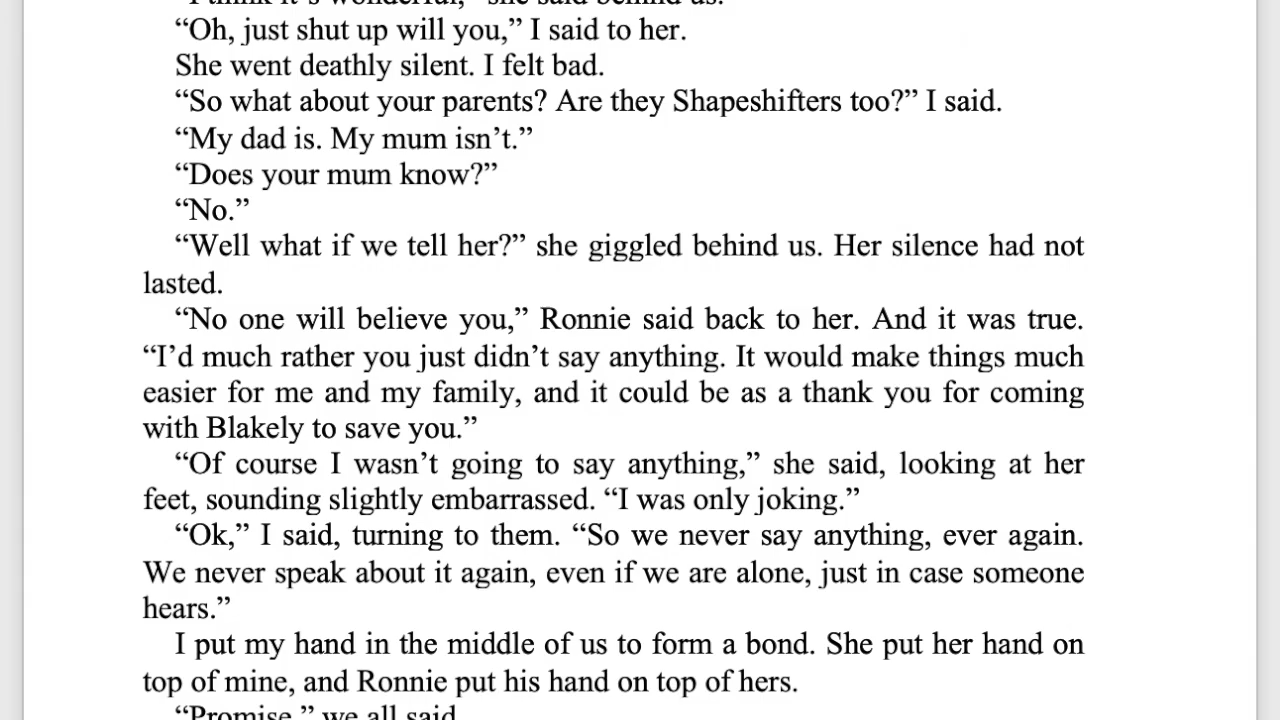 “I think it’s wonderful,” she said behind us.
“Oh, just shut up will you,” I said to her.
She went deathly silent. I felt bad.
“So what about your parents? Are they Shapeshifters too?” I said.
“My dad is. My mum isn’t.”
“Does your mum know?”
“No.”
“Well what if we tell her?” she giggled behind us. Her silence had not
lasted.
“No one will believe you,” Ronnie said back to her. And it was true.
“I’d much rather you just didn’t say anything. It would make things much
easier for me and my family, and it could be as a thank you for coming
with Blakely to save you.”
“Of course I wasn’t going to say anything,” she said, looking at her
feet, sounding slightly embarrassed. “I was only joking.”
“Ok,” I said, turning to them. “So we never say anything, ever again.
We never speak about it again, even if we are alone, just in case someone
hears.”
I put my hand in the middle of us to form a bond. She put her hand on
top of mine, and Ronnie put his hand on top of hers.
“Promise,” we all said